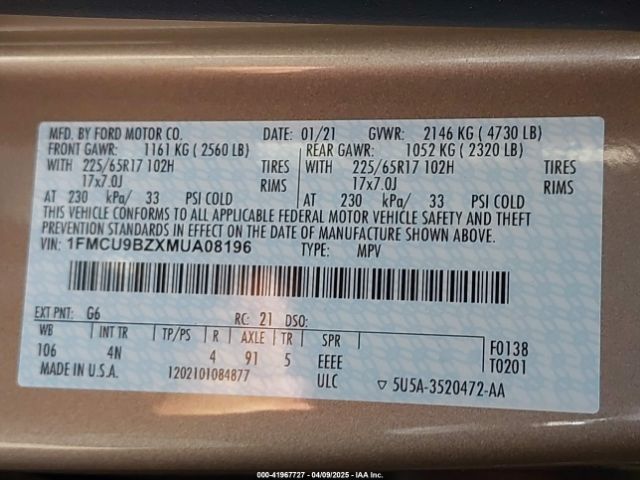 MFD. BY FORD MOTOR CO. DATE: 01/21 GVWR: 2146 KG ( 4730 LB)
FRONT GAWR: 1161 KG ( 2560 LB) REAR GAWR: 1052 KG ( 2320 LB)
WITH 225/65R17 102H TIRES WITH 225/65R17 102H TIRES
17x7.0J RIMS 17x7.0J RIMS
AT 230 kPa/ 33 PSI COLD AT 230 kPa/ 33 PSI COLD
THIS VEHICLE CONFORMS TO ALL APPLICABLE FEDERAL MOTOR VEHICLE SAFETY AND THEFT
PREVENTION STANDARDS IN EFFECT ON THE DATE OF MANUFACTURE SHOWN ABOVE.
VIN: 1FMCU9BZXMUA08196 TYPE: MPV
EXT PNT: G6 RC: 21 DSO:
WB INT TR TP/PS R AXLE TR SPR
106 4N 4 91 5 EEEE
F0138
T0201
MADE IN U.S.A. 1202101084877 ULC ▽ 5U5A-3520472-AA
000-41967727 - 04/09/2025 - IAA Inc.